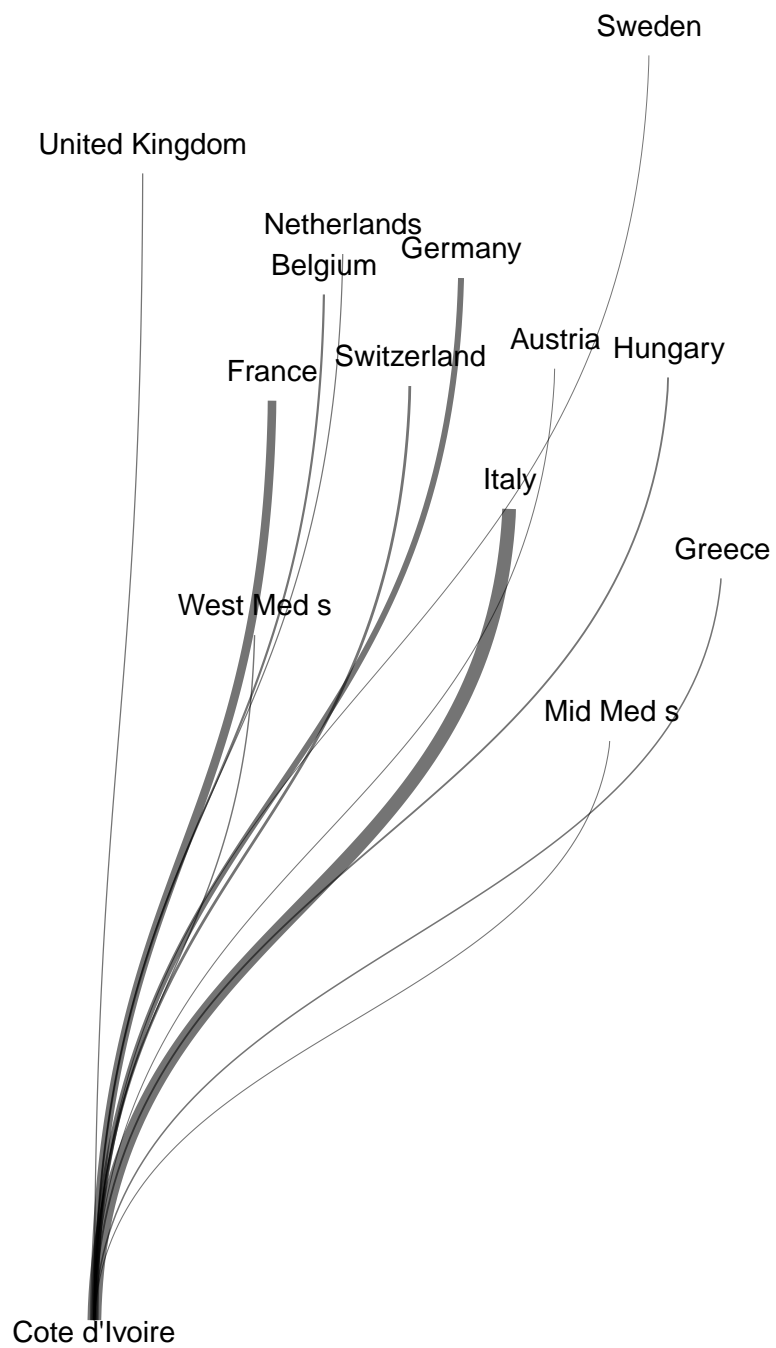 Sweden
United Kingdom
Netherlands
Germany
Belgium
Austria
Hungary
Switzerland
France
Italy
Greece
West Med s
Mid Med s
Cote d'Ivoire